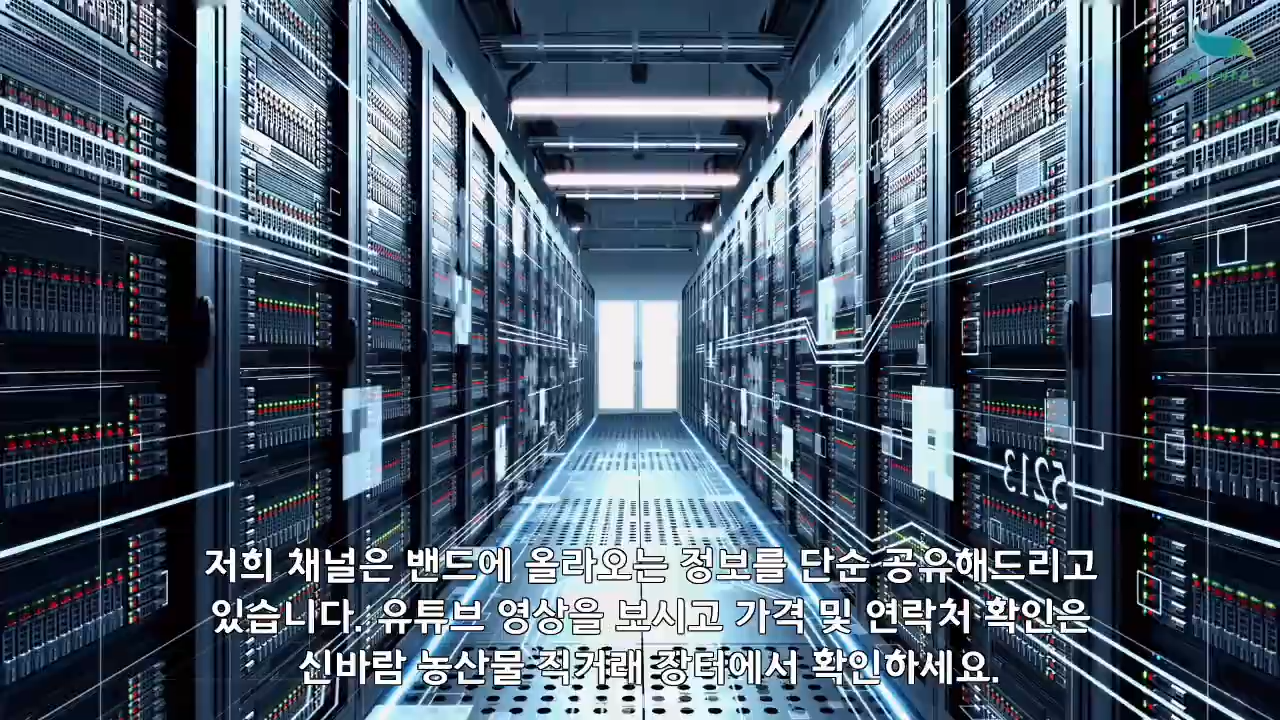 5213
저희 채널은 밴드에 올라오는 정보를 단순 공유해드리고
있습니다. 유튜브 영상을 보시고 가격 및 연락처 확인은
신바람 농산물 직거래 장터에서 확인하세요.